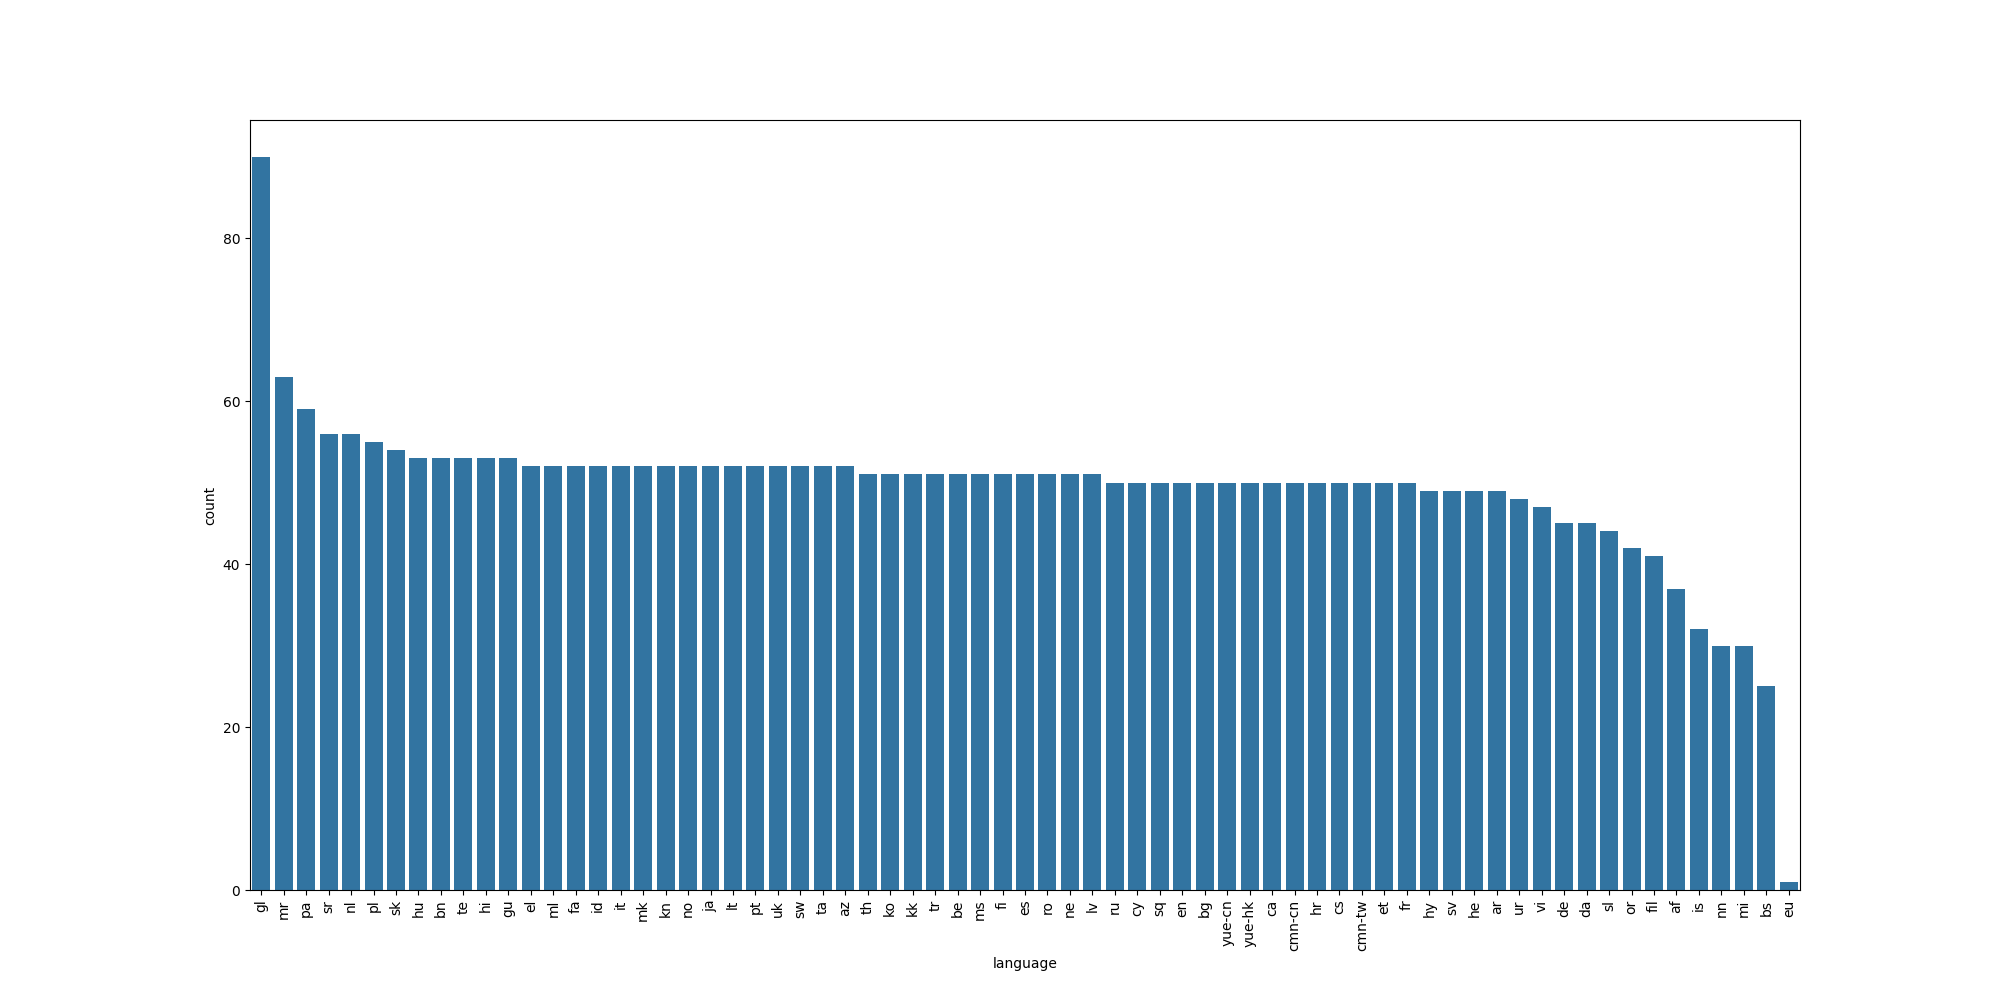 80
60
40
20
0
count
gl mr pa sr nl pl sk hu bn te hi gu el ml fa id it mk kn no ja lt pt uk sw ta az th ko kk tr be ms fi es ro ne lv ru cy sq en bg yue-cn yue-hk ca cmn-cn hr cs cmn-tw et fr hy sv he ar ur vi de da sl or fil af is nn mi bs eu
language